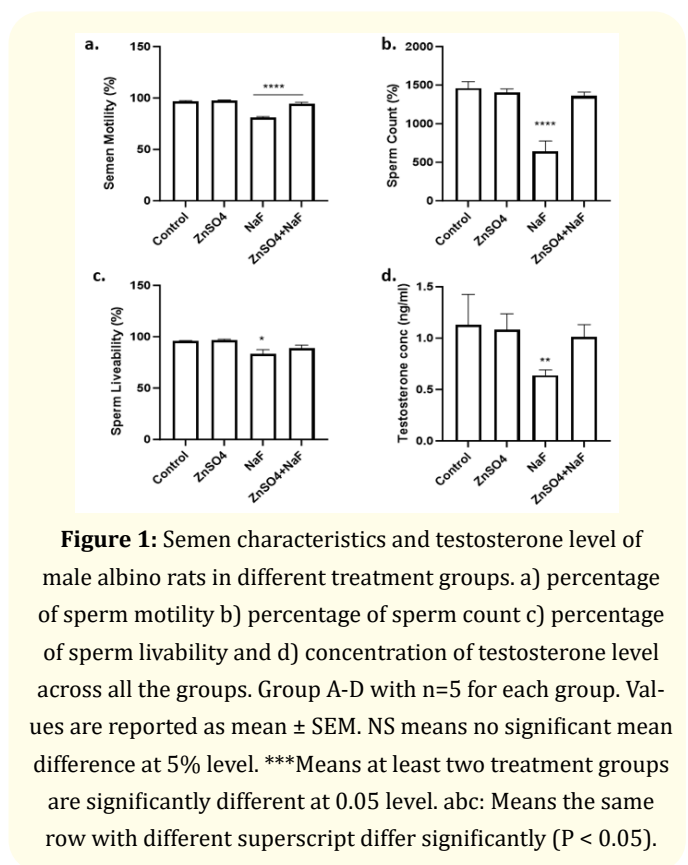 a.
150
100
50
0
Semen Motility (%)
****
Control
ZnSO4
NaF
ZnSO4+NaF
b.
2000
1500
1000
500
0
Sperm Count (%)
****
Control
ZnSO4
NaF
ZnSO4+NaF
c.
150
100
50
0
Sperm Liveability (%)
*
Control
ZnSO4
NaF
ZnSO4+NaF
d.
1.5
1.0
0.5
0.0
Testosterone conc (ng/ml)
**
Control
ZnSO4
NaF
ZnSO4+NaF
Figure 1: Semen characteristics and testosterone level of
male albino rats in different treatment groups. a) percentage
of sperm motility b) percentage of sperm count c) percentage
of sperm livability and d) concentration of testosterone level
across all the groups. Group A-D with n=5 for each group. Val-
ues are reported as mean ± SEM. NS means no significant mean
difference at 5% level. ***Means at least two treatment groups
are significantly different at 0.05 level. abc: Means the same
row with different superscript differ significantly (P < 0.05).